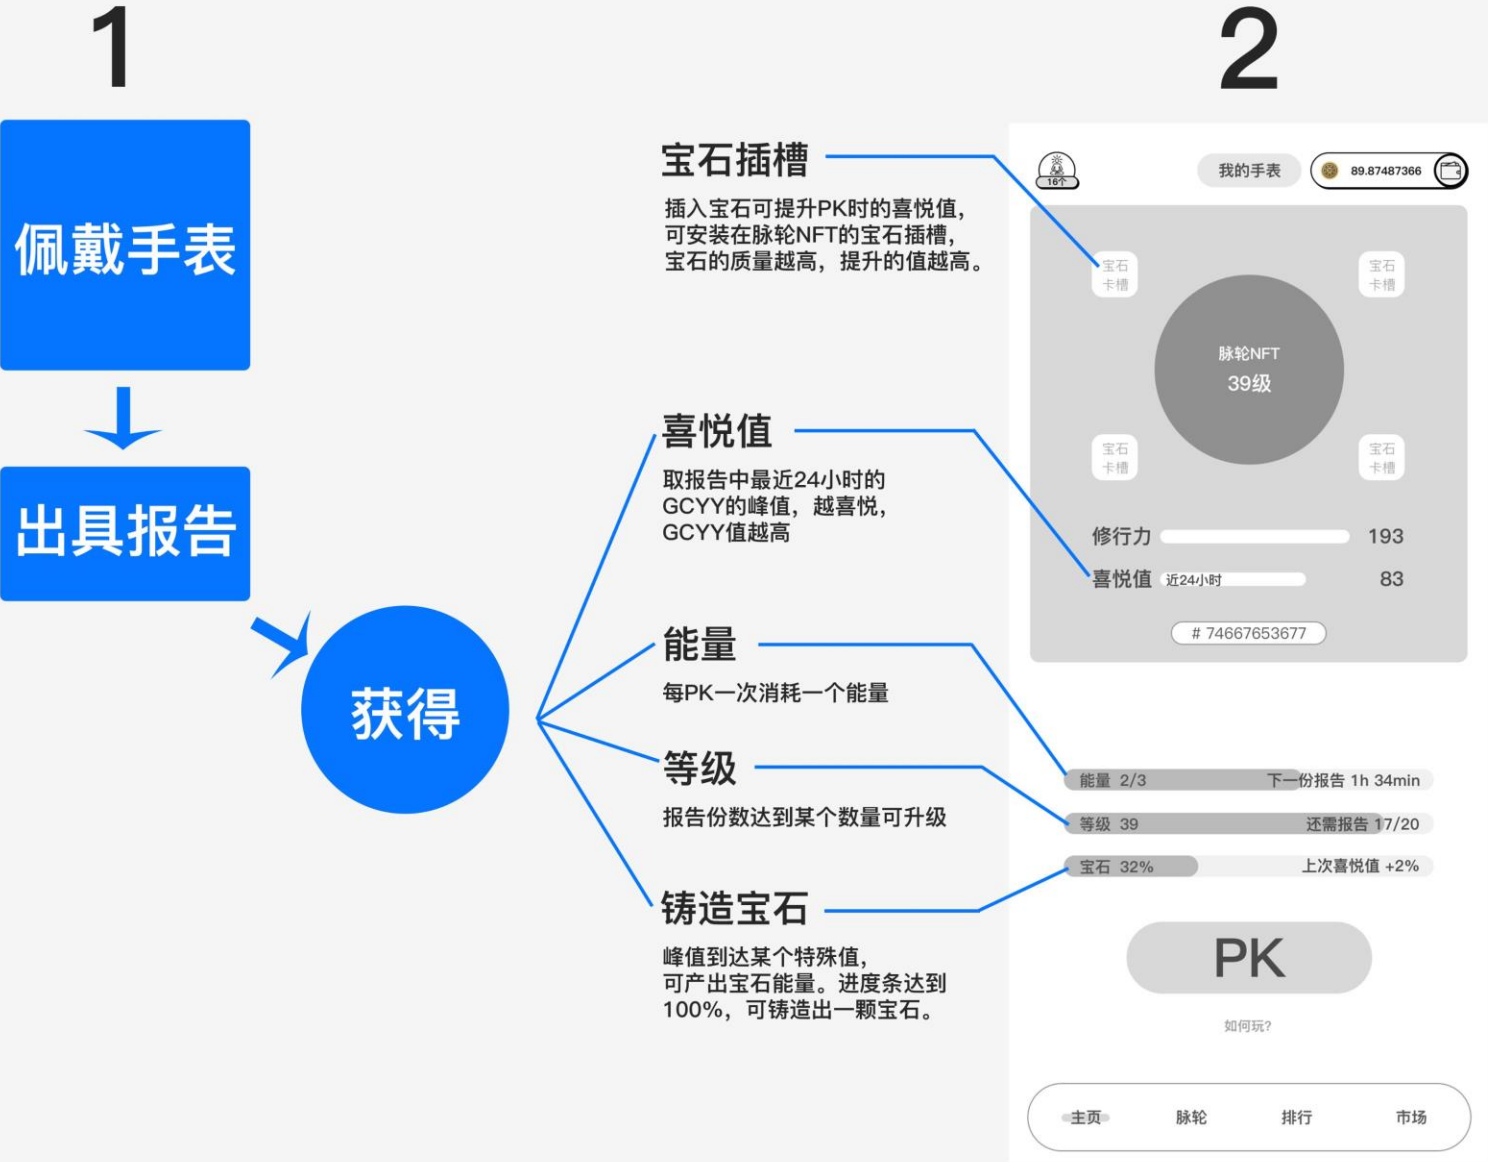 1
佩戴手表
出具报告
获得
宝石插槽
插入宝石可提升PK时的喜悦值，
可安装在脉轮NFT的宝石插槽，
宝石的质量越高，提升的值越高。
喜悦值
取报告中最近24小时的
GCYY的峰值，越喜悦，
GCYY值越高
能量
每PK一次消耗一个能量
等级
报告份数达到某个数量可升级
铸造宝石
峰值到达某个特殊值，
可产出宝石能量。进度条达到
100%，可铸造出一颗宝石。
2
16个
我的手表
89.87487366
宝石
卡槽
宝石
卡槽
脉轮NFT
39级
宝石
卡槽
宝石
卡槽
修行力 193
喜悦值 近24小时 83
# 74667653677
能量 2/3 下一份报告 1h 34min
等级 39 还需报告 17/20
宝石 32% 上次喜悦值 +2%
PK
如何玩?
主页 脉轮 排行 市场